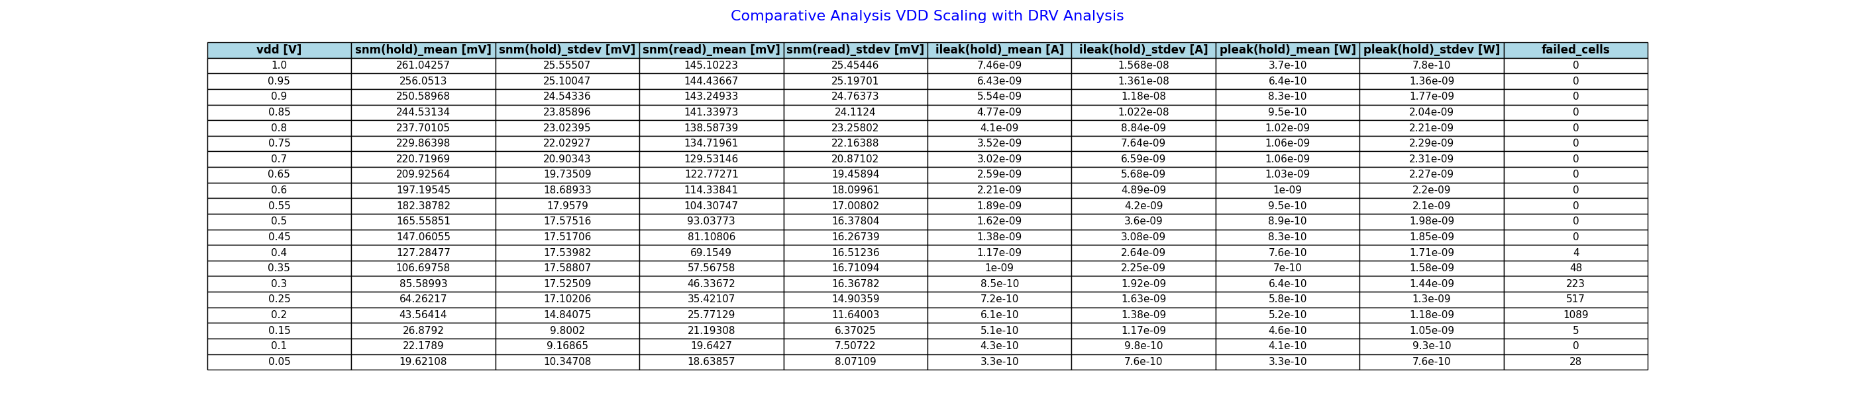 Comparative Analysis VDD Scaling with DRV Analysis
vdd [V] snm(hold)_mean [mV] snm(hold)_stdev [mV] snm(read)_mean [mV] snm(read)_stdev [mV] ileak(hold)_mean [A] ileak(hold)_stdev [A] pleak(hold)_mean [W] pleak(hold)_stdev [W] failed_cells
1.0 261.04257 25.55507 145.10223 25.45446 7.46e-09 1.568e-08 3.7e-10 7.8e-10 0
0.95 256.0513 25.10047 144.43667 25.19701 6.43e-09 1.361e-08 6.4e-10 1.36e-09 0
0.9 250.58968 24.54336 143.24933 24.76373 5.54e-09 1.18e-08 8.3e-10 1.77e-09 0
0.85 244.53134 23.85896 141.33973 24.1124 4.77e-09 1.022e-08 9.5e-10 2.04e-09 0
0.8 237.70105 23.02395 138.58739 23.25802 4.1e-09 8.84e-09 1.02e-09 2.21e-09 0
0.75 229.86398 22.02927 134.71961 22.16388 3.52e-09 7.64e-09 1.06e-09 2.29e-09 0
0.7 220.71969 20.90343 129.53146 20.87102 3.02e-09 6.59e-09 1.06e-09 2.31e-09 0
0.65 209.92564 19.73509 122.77271 19.45894 2.59e-09 5.68e-09 1.03e-09 2.27e-09 0
0.6 197.19545 18.68933 114.33841 18.09961 2.21e-09 4.89e-09 1e-09 2.2e-09 0
0.55 182.38782 17.9579 104.30747 17.00802 1.89e-09 4.2e-09 9.5e-10 2.1e-09 0
0.5 165.55851 17.57516 93.03773 16.37804 1.62e-09 3.6e-09 8.9e-10 1.98e-09 0
0.45 147.06055 17.51706 81.10806 16.26739 1.38e-09 3.08e-09 8.3e-10 1.85e-09 0
0.4 127.28477 17.53982 69.1549 16.51236 1.17e-09 2.64e-09 7.6e-10 1.71e-09 4
0.35 106.69758 17.58807 57.56758 16.71094 1e-09 2.25e-09 7e-10 1.58e-09 48
0.3 85.58993 17.52509 46.33672 16.36782 8.5e-10 1.92e-09 6.4e-10 1.44e-09 223
0.25 64.26217 17.10206 35.42107 14.90359 7.2e-10 1.63e-09 5.8e-10 1.3e-09 517
0.2 43.56414 14.84075 25.77129 11.64003 6.1e-10 1.38e-09 5.2e-10 1.18e-09 1089
0.15 26.8792 9.8002 21.19308 6.37025 5.1e-10 1.17e-09 4.6e-10 1.05e-09 5
0.1 22.1789 9.16865 19.6427 7.50722 4.3e-10 9.8e-10 4.1e-10 9.3e-10 0
0.05 19.62108 10.34708 18.63857 8.07109 3.3e-10 7.6e-10 3.3e-10 7.6e-10 28